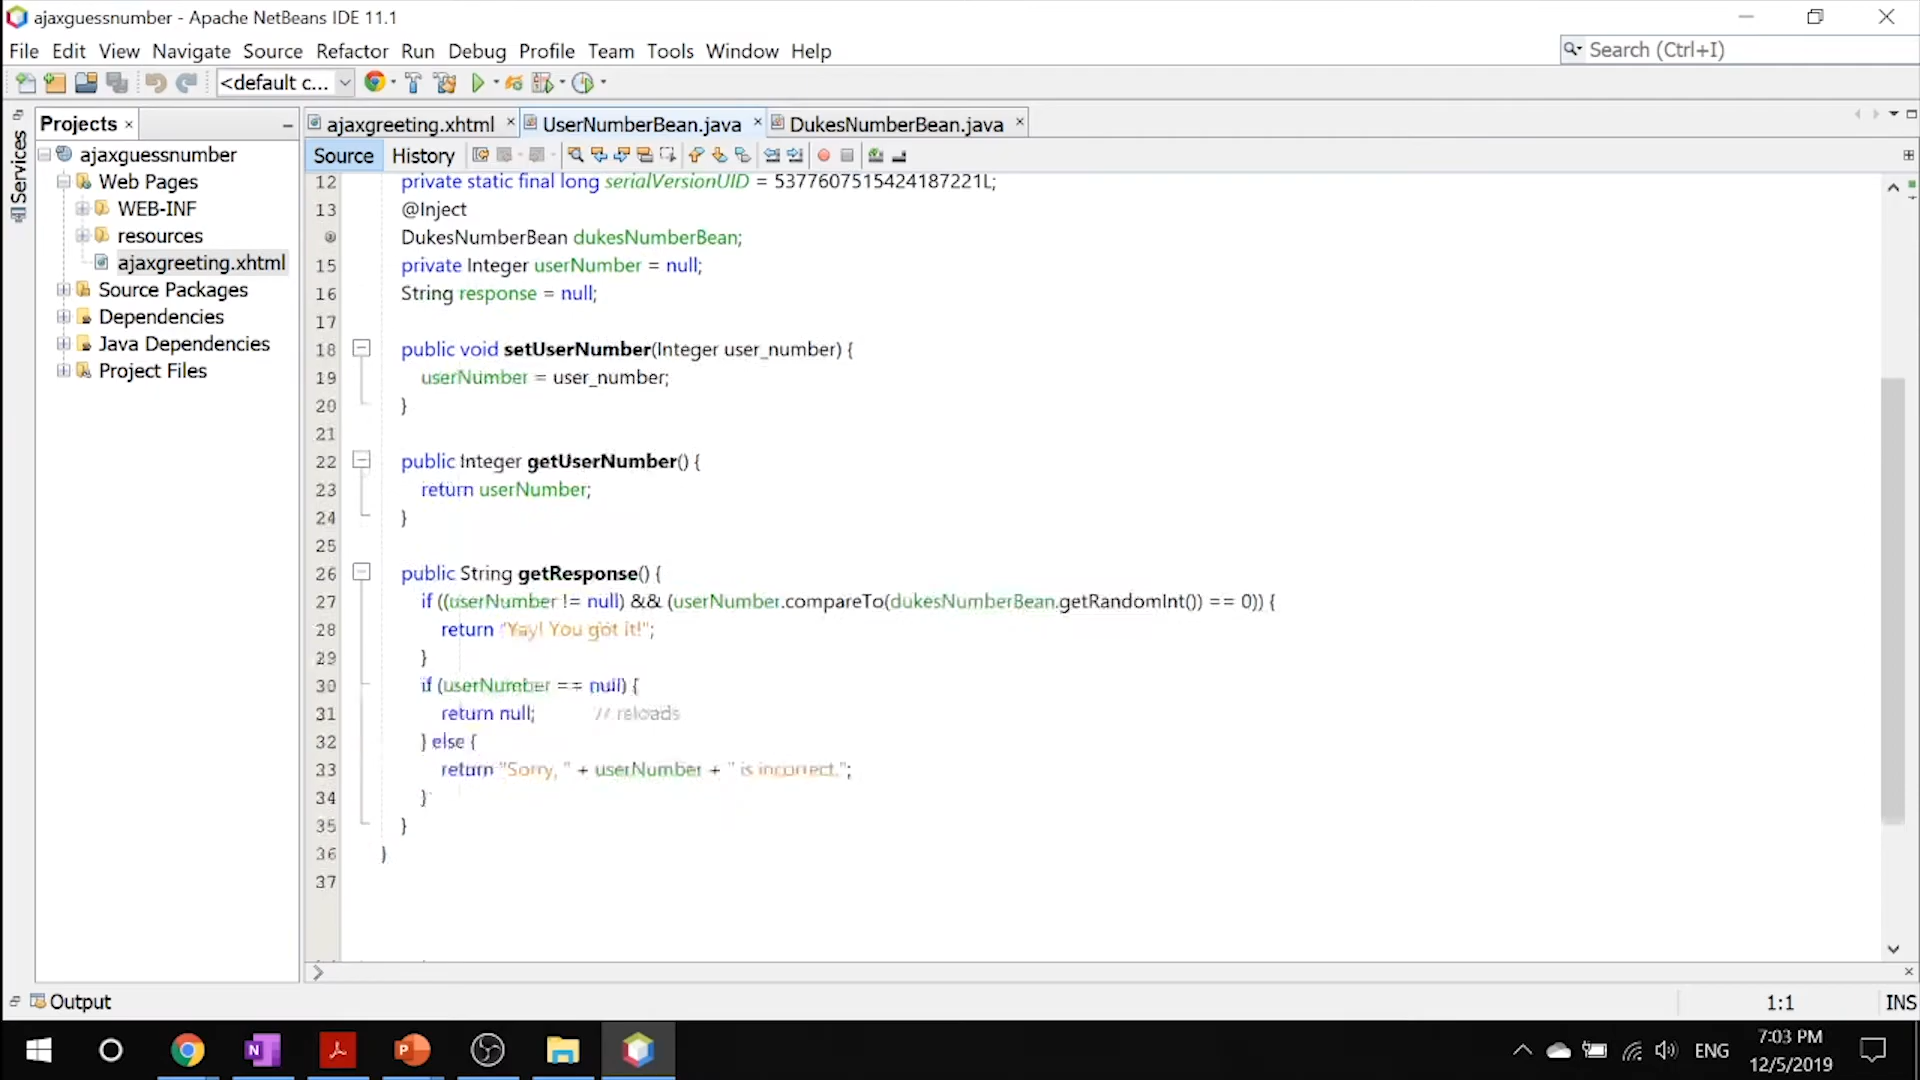 ajaxguessnumber - Apache NetBeans IDE 11.1
File Edit View Navigate Source Refactor Run Debug Profile Team Tools Window Help
Search (Ctrl+I)
<default c...
Services
Projects
ajaxguessnumber
Web Pages
WEB-INF
resources
ajaxgreeting.xhtml
Source Packages
Dependencies
Java Dependencies
Project Files
ajaxgreeting.xhtml UserNumberBean.java DukesNumberBean.java
Source History
12 private static final long serialVersionUID = 5377607515424187221L;
13 @Inject
DukesNumberBean dukesNumberBean;
15 private Integer userNumber = null;
16 String response = null;
17
18 public void setUserNumber(Integer user_number) {
19 userNumber = user_number;
20 }
21
22 public Integer getUserNumber() {
23 return userNumber;
24 }
25
26 public String getResponse() {
27 if ((userNumber != null) && (userNumber.compareTo(dukesNumberBean.getRandomInt()) == 0)) {
28 return "Yay! You got it!";
29 }
30 if (userNumber == null) {
31 return null; // reloads
32 } else {
33 return "Sorry, " + userNumber + " is incorrect.";
34 }
35 }
36 }
37
Output
1:1 INS
ENG
7:03 PM
12/5/2019